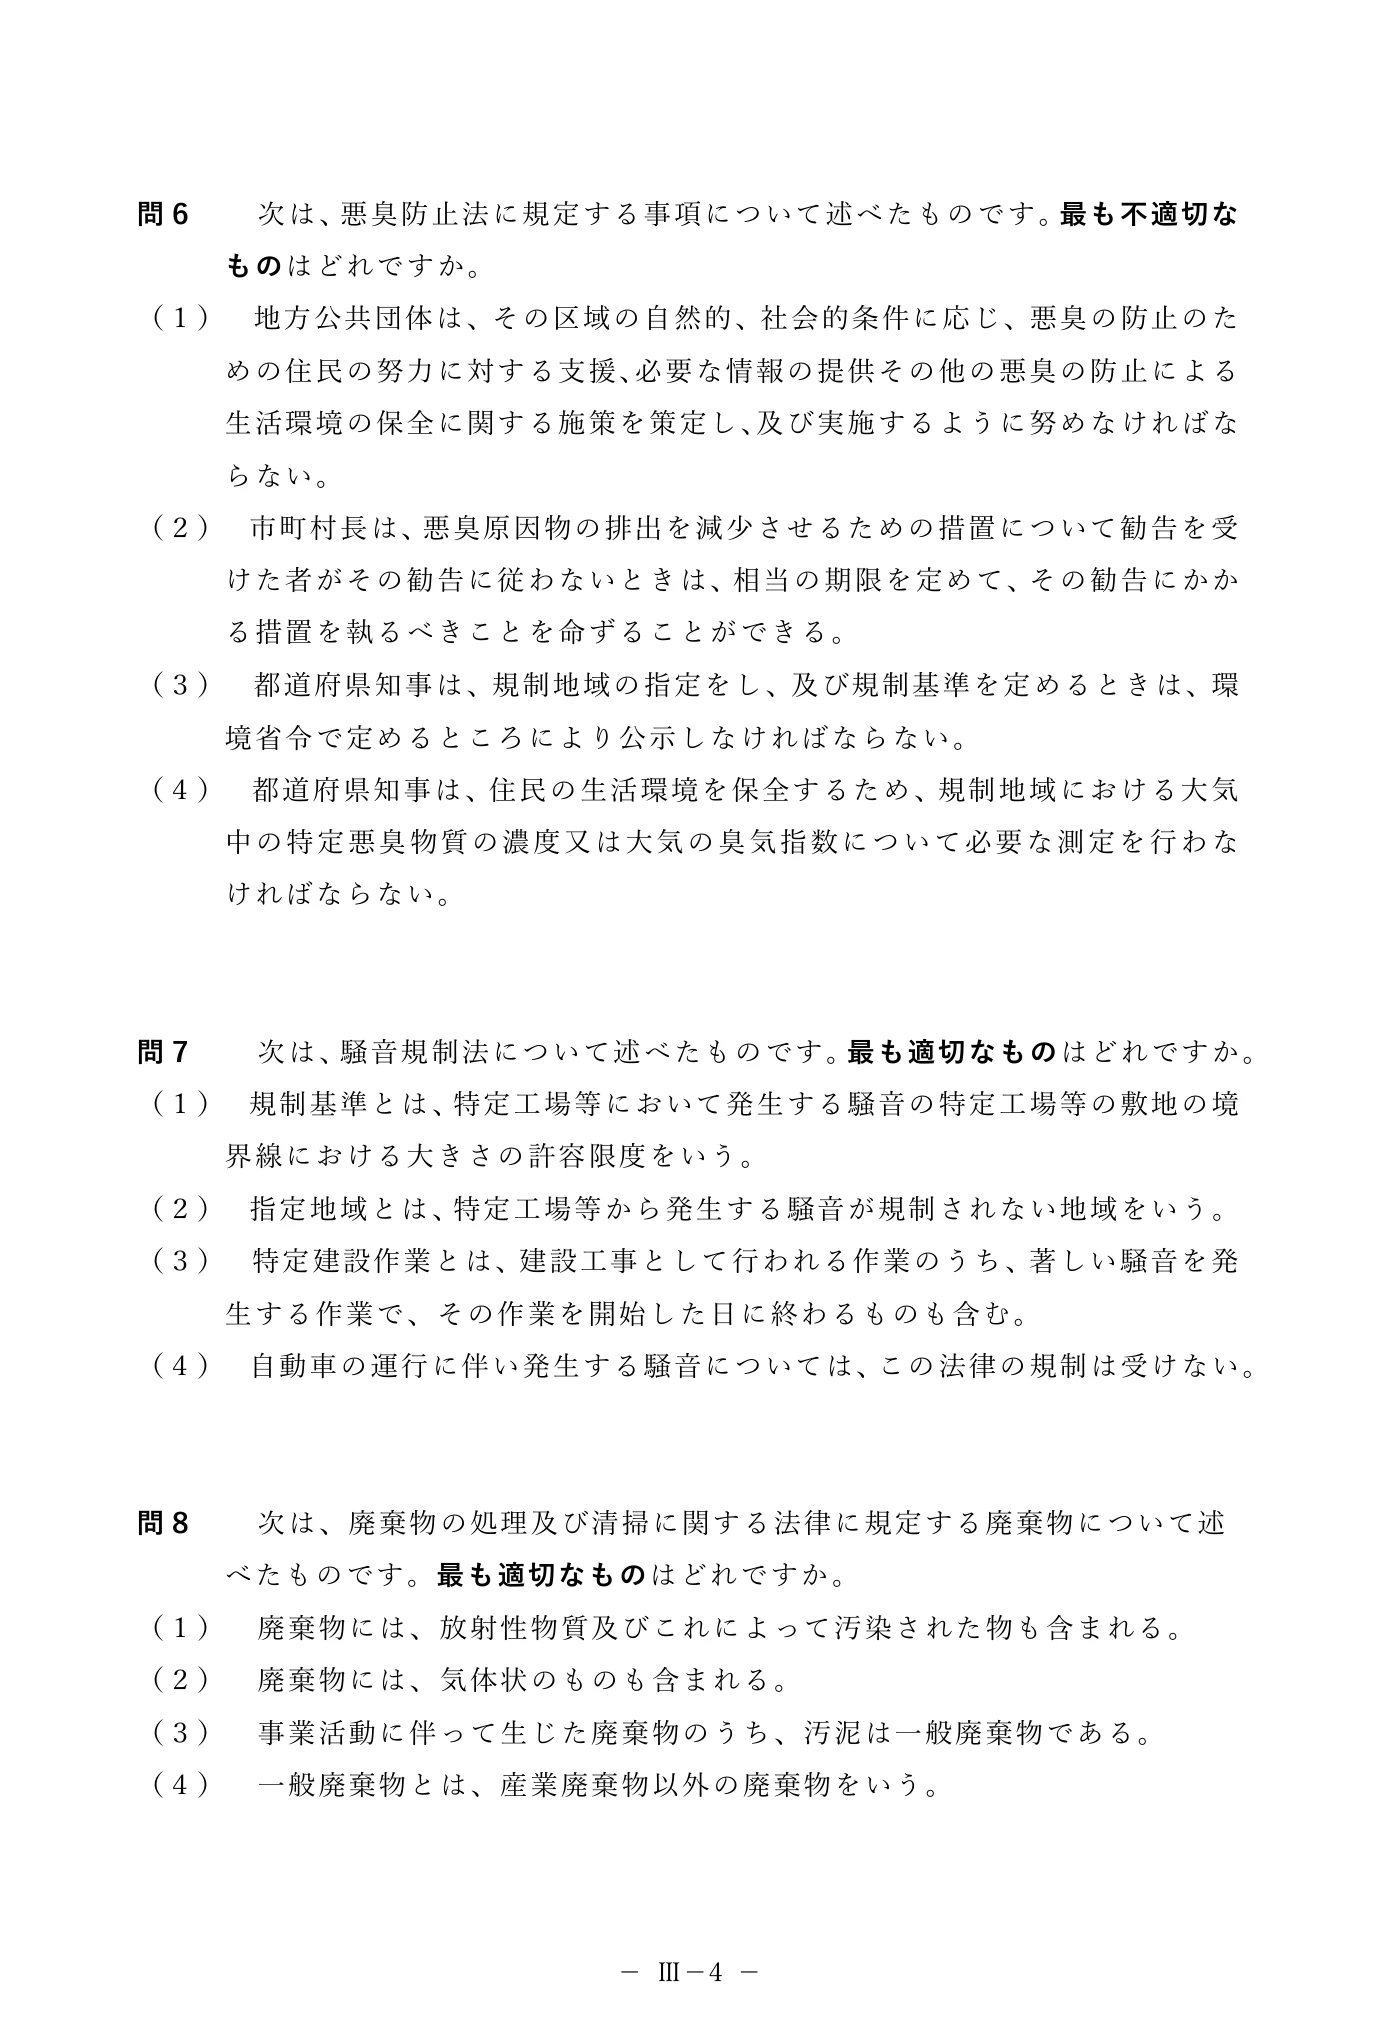 問６　　次は、悪臭防止法に規定する事項について述べたものです。最も不適切な
ものはどれですか。
（１）　地方公共団体は、その区域の自然的、社会的条件に応じ、悪臭の防止のた
めの住民の努力に対する支援、必要な情報の提供その他の悪臭の防止による
生活環境の保全に関する施策を策定し、及び実施するように努めなければな
らない。
（２）　市町村長は、悪臭原因物の排出を減少させるための措置について勧告を受
けた者がその勧告に従わないときは、相当の期限を定めて、その勧告にかか
る措置を執るべきことを命ずることができる。
（３）　都道府県知事は、規制地域の指定をし、及び規制基準を定めるときは、環
境省令で定めるところにより公示しなければならない。
（４）　都道府県知事は、住民の生活環境を保全するため、規制地域における大気
中の特定悪臭物質の濃度又は大気の臭気指数について必要な測定を行わな
ければならない。
問７　　次は、騒音規制法について述べたものです。最も適切なものはどれですか。
（１）　規制基準とは、特定工場等において発生する騒音の特定工場等の敷地の境
界線における大きさの許容限度をいう。
（２）　指定地域とは、特定工場等から発生する騒音が規制されない地域をいう。
（３）　特定建設作業とは、建設工事として行われる作業のうち、著しい騒音を発
生する作業で、その作業を開始した日に終わるものも含む。
（４）　自動車の運行に伴い発生する騒音については、この法律の規制は受けない。
問８　　次は、廃棄物の処理及び清掃に関する法律に規定する廃棄物について述
べたものです。最も適切なものはどれですか。
（１）　廃棄物には、放射性物質及びこれによって汚染された物も含まれる。
（２）　廃棄物には、気体状のものも含まれる。
（３）　事業活動に伴って生じた廃棄物のうち、汚泥は一般廃棄物である。
（４）　一般廃棄物とは、産業廃棄物以外の廃棄物をいう。
－ Ⅲ－4 －